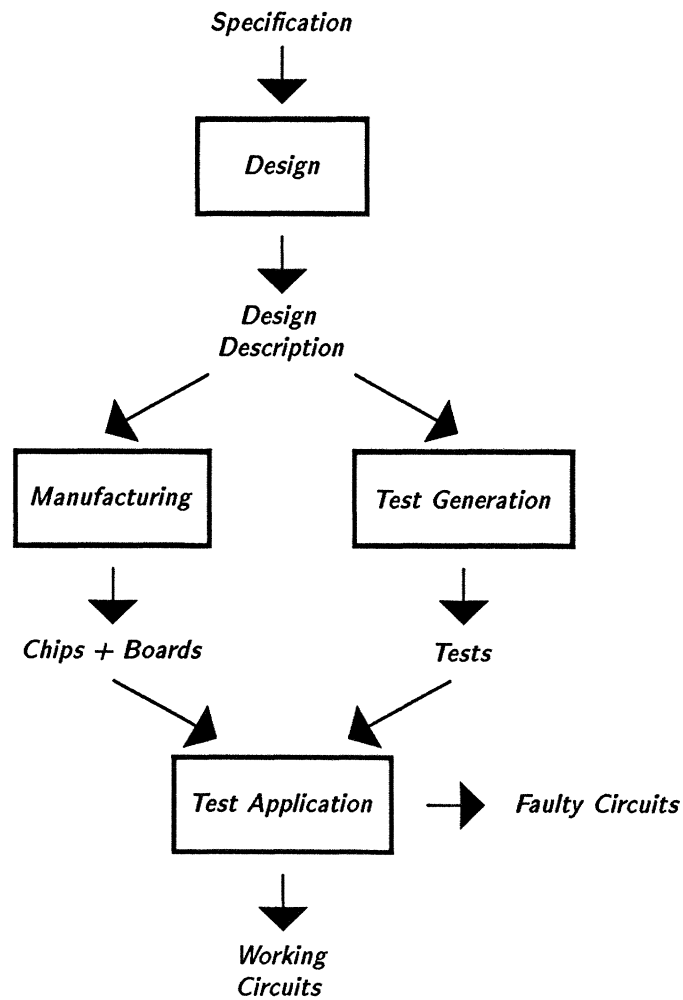 Specification
Design
Design
Description
Manufacturing
Test Generation
Chips + Boards
Tests
Test Application
Faulty Circuits
Working
Circuits